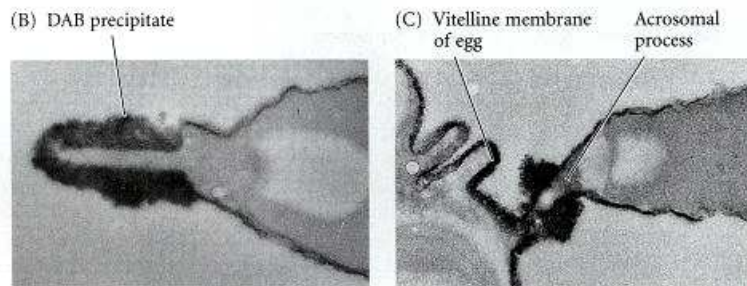 (B) DAB precipitate
(C) Vitelline membrane
of egg
Acrosomal
process